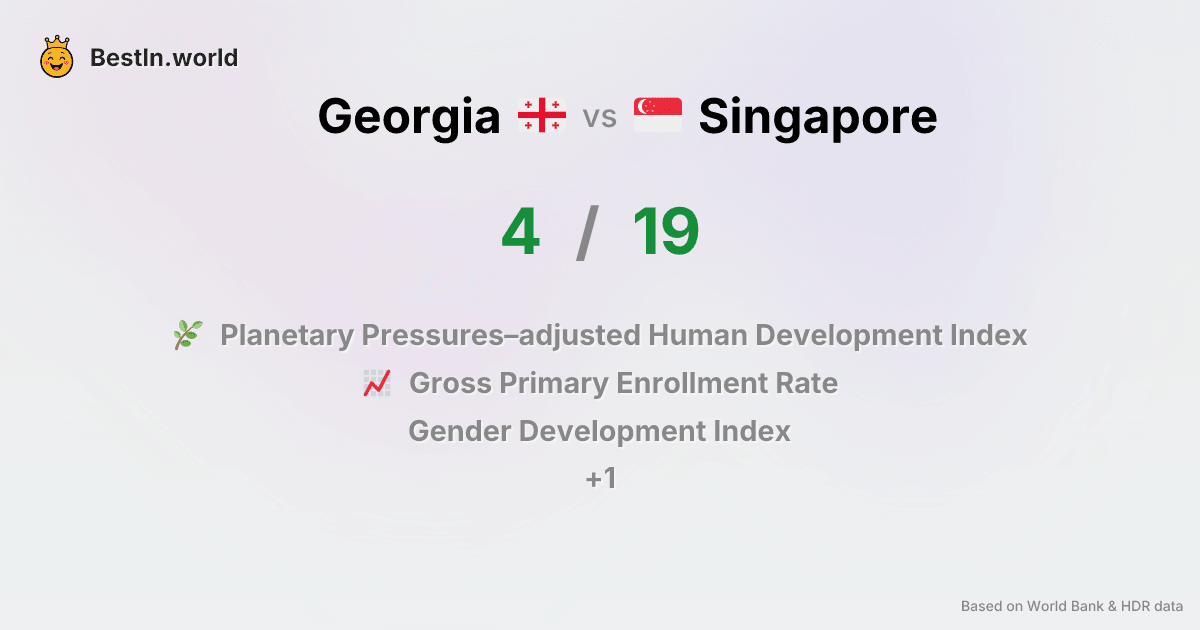 BestIn.world
Georgia vs Singapore
4 / 19
Planetary Pressures–adjusted Human Development Index
Gross Primary Enrollment Rate
Gender Development Index
+1
Based on World Bank & HDR data